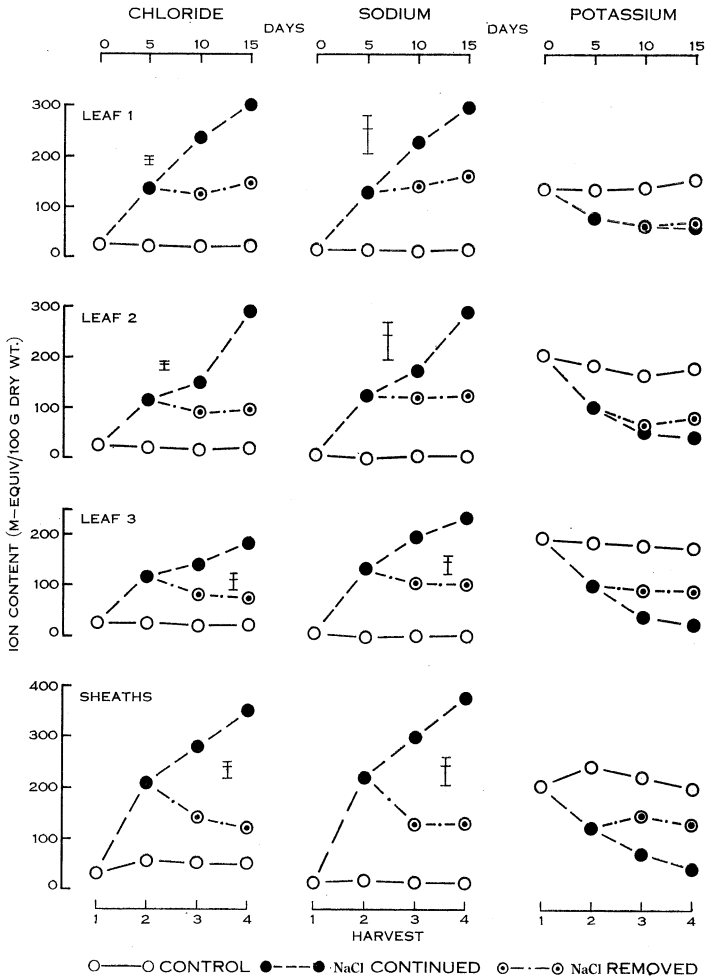 CHLORIDE SODIUM POTASSIUM
DAYS DAYS
0 5 10 15 0 5 10 15 0 5 10 15
ION CONTENT (M-EQUIV/100 G DRY WT.)
LEAF 1
300
200
100
0
LEAF 2
300
200
100
0
LEAF 3
200
100
0
SHEATHS
400
300
200
100
0
1 2 3 4 1 2 3 4 1 2 3 4
HARVEST
CONTROL NaCl CONTINUED NaCl REMOVED